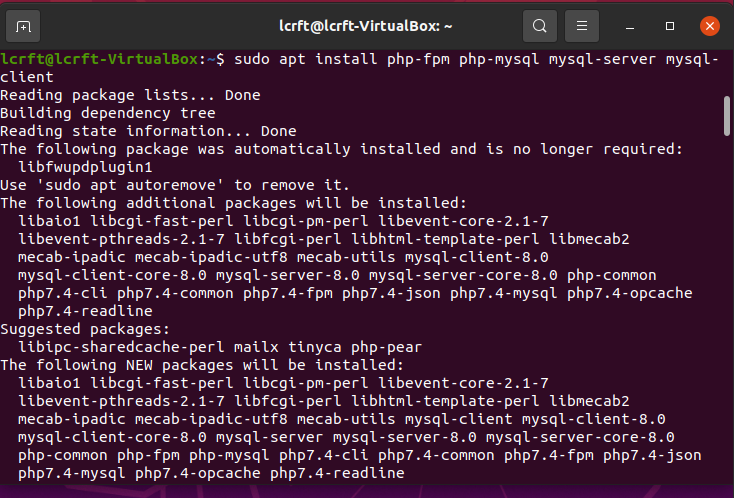 lcrft@lcrft-VirtualBox: ~
lcrft@lcrft-VirtualBox:~$ sudo apt install php-fpm php-mysql mysql-server mysql-
client
Reading package lists... Done
Building dependency tree
Reading state information... Done
The following package was automatically installed and is no longer required:
  libfwupdplugin1
Use 'sudo apt autoremove' to remove it.
The following additional packages will be installed:
  libaio1 libcgi-fast-perl libcgi-pm-perl libevent-core-2.1-7
  libevent-pthreads-2.1-7 libfcgi-perl libhtml-template-perl libmecab2
  mecab-ipadic mecab-ipadic-utf8 mecab-utils mysql-client-8.0
  mysql-client-core-8.0 mysql-server-8.0 mysql-server-core-8.0 php-common
  php7.4-cli php7.4-common php7.4-fpm php7.4-json php7.4-mysql php7.4-opcache
  php7.4-readline
Suggested packages:
  libipc-sharedcache-perl mailx tinyca php-pear
The following NEW packages will be installed:
  libaio1 libcgi-fast-perl libcgi-pm-perl libevent-core-2.1-7
  libevent-pthreads-2.1-7 libfcgi-perl libhtml-template-perl libmecab2
  mecab-ipadic mecab-ipadic-utf8 mecab-utils mysql-client mysql-client-8.0
  mysql-client-core-8.0 mysql-server mysql-server-8.0 mysql-server-core-8.0
  php-common php-fpm php-mysql php7.4-cli php7.4-common php7.4-fpm php7.4-json
  php7.4-mysql php7.4-opcache php7.4-readline